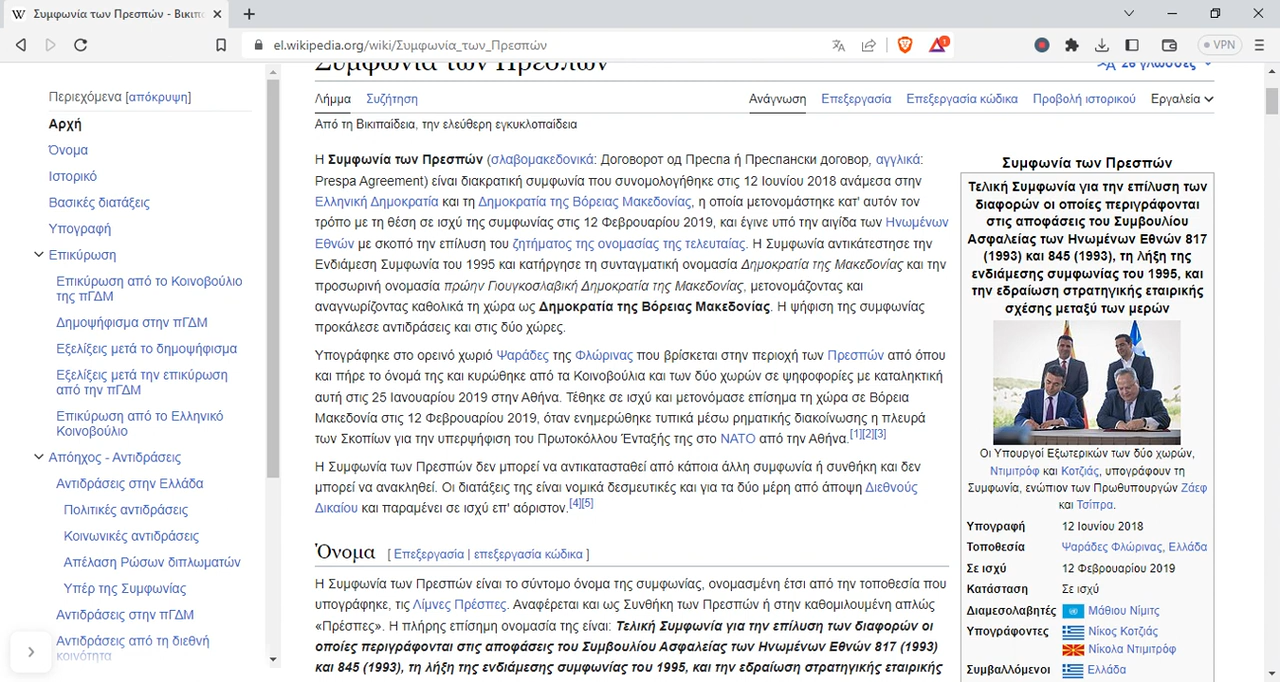 Συμφωνία των Πρεσπών - Βικιπ
el.wikipedia.org/wiki/Συμφωνία_των_Πρεσπών
1
VPN
Περιεχόμενα [απόκρυψη]
Αρχή
Όνομα
Ιστορικό
Βασικές διατάξεις
Υπογραφή
Επικύρωση
Επικύρωση από το Κοινοβούλιο
της πΓΔΜ
Δημοψήφισμα στην πΓΔΜ
Εξελίξεις μετά το δημοψήφισμα
Εξελίξεις μετά την επικύρωση
από την πΓΔΜ
Επικύρωση από το Ελληνικό
Κοινοβούλιο
Απόηχος - Αντιδράσεις
Αντιδράσεις στην Ελλάδα
Πολιτικές αντιδράσεις
Κοινωνικές αντιδράσεις
Απέλαση Ρώσων διπλωματών
Υπέρ της Συμφωνίας
Αντιδράσεις στην πΓΔΜ
Αντιδράσεις από τη διεθνή
κοινότητα
Συμφωνία των Πρεσπών
26 γλώσσες
Λήμμα Συζήτηση
Ανάγνωση Επεξεργασία Επεξεργασία κώδικα Προβολή ιστορικού Εργαλεία
Από τη Βικιπαίδεια, την ελεύθερη εγκυκλοπαίδεια
Η Συμφωνία των Πρεσπών (σλαβομακεδονικά: Договорот од Преспа ή Преспански договор, αγγλικά:
Prespa Agreement) είναι διακρατική συμφωνία που συνομολογήθηκε στις 12 Ιουνίου 2018 ανάμεσα στην
Ελληνική Δημοκρατία και τη Δημοκρατία της Βόρειας Μακεδονίας, η οποία μετονομάστηκε κατ' αυτόν τον
τρόπο με τη θέση σε ισχύ της συμφωνίας στις 12 Φεβρουαρίου 2019, και έγινε υπό την αιγίδα των Ηνωμένων
Εθνών με σκοπό την επίλυση του ζητήματος της ονομασίας της τελευταίας. Η Συμφωνία αντικάτεστησε την
Ενδιάμεση Συμφωνία του 1995 και κατήργησε τη συνταγματική ονομασία Δημοκρατία της Μακεδονίας και την
προσωρινή ονομασία πρώην Γιουγκοσλαβική Δημοκρατία της Μακεδονίας, μετονομάζοντας και
αναγνωρίζοντας καθολικά τη χώρα ως Δημοκρατία της Βόρειας Μακεδονίας. Η ψήφιση της συμφωνίας
προκάλεσε αντιδράσεις και στις δύο χώρες.
Υπογράφηκε στο ορεινό χωριό Ψαράδες της Φλώρινας που βρίσκεται στην περιοχή των Πρεσπών από όπου
και πήρε το όνομά της και κυρώθηκε από τα Κοινοβούλια και των δύο χωρών σε ψηφοφορίες με καταληκτική
αυτή στις 25 Ιανουαρίου 2019 στην Αθήνα. Τέθηκε σε ισχύ και μετονόμασε επίσημα τη χώρα σε Βόρεια
Μακεδονία στις 12 Φεβρουαρίου 2019, όταν ενημερώθηκε τυπικά μέσω ρηματικής διακοίνωσης η πλευρά
των Σκοπίων για την υπερψήφιση του Πρωτοκόλλου Ένταξής της στο ΝΑΤΟ από την Αθήνα.[1][2][3]
Η Συμφωνία των Πρεσπών δεν μπορεί να αντικατασταθεί από κάποια άλλη συμφωνία ή συνθήκη και δεν
μπορεί να ανακληθεί. Οι διατάξεις της είναι νομικά δεσμευτικές και για τα δύο μέρη από άποψη Διεθνούς
Δικαίου και παραμένει σε ισχύ επ' αόριστον.[4][5]
Όνομα [ Επεξεργασία | επεξεργασία κώδικα ]
Η Συμφωνία των Πρεσπών είναι το σύντομο όνομα της συμφωνίας, ονομασμένη έτσι από την τοποθεσία που
υπογράφηκε, τις Λίμνες Πρέσπες. Αναφέρεται και ως Συνθήκη των Πρεσπών ή στην καθομιλουμένη απλώς
«Πρέσπες». Η πλήρης επίσημη ονομασία της είναι: Τελική Συμφωνία για την επίλυση των διαφορών οι
οποίες περιγράφονται στις αποφάσεις του Συμβουλίου Ασφαλείας των Ηνωμένων Εθνών 817 (1993)
και 845 (1993), τη λήξη της ενδιάμεσης συμφωνίας του 1995, και την εδραίωση στρατηγικής εταιρικής
Συμφωνία των Πρεσπών
Τελική Συμφωνία για την επίλυση των
διαφορών οι οποίες περιγράφονται
στις αποφάσεις του Συμβουλίου
Ασφαλείας των Ηνωμένων Εθνών 817
(1993) και 845 (1993), τη λήξη της
ενδιάμεσης συμφωνίας του 1995, και
την εδραίωση στρατηγικής εταιρικής
σχέσης μεταξύ των μερών
Οι Υπουργοί Εξωτερικών των δύο χωρών,
Ντιμιτρόφ και Κοτζιάς, υπογράφουν τη
Συμφωνία, ενώπιον των Πρωθυπουργών Ζάεφ
και Τσίπρα.
Υπογραφή 12 Ιουνίου 2018
Τοποθεσία Ψαράδες Φλώρινας, Ελλάδα
Σε ισχύ 12 Φεβρουαρίου 2019
Κατάσταση Σε ισχύ
Διαμεσολαβητές Μάθιου Νίμιτς
Υπογράφοντες Νίκος Κοτζιάς
Νικόλα Ντιμιτρόφ
Συμβαλλόμενοι Ελλάδα